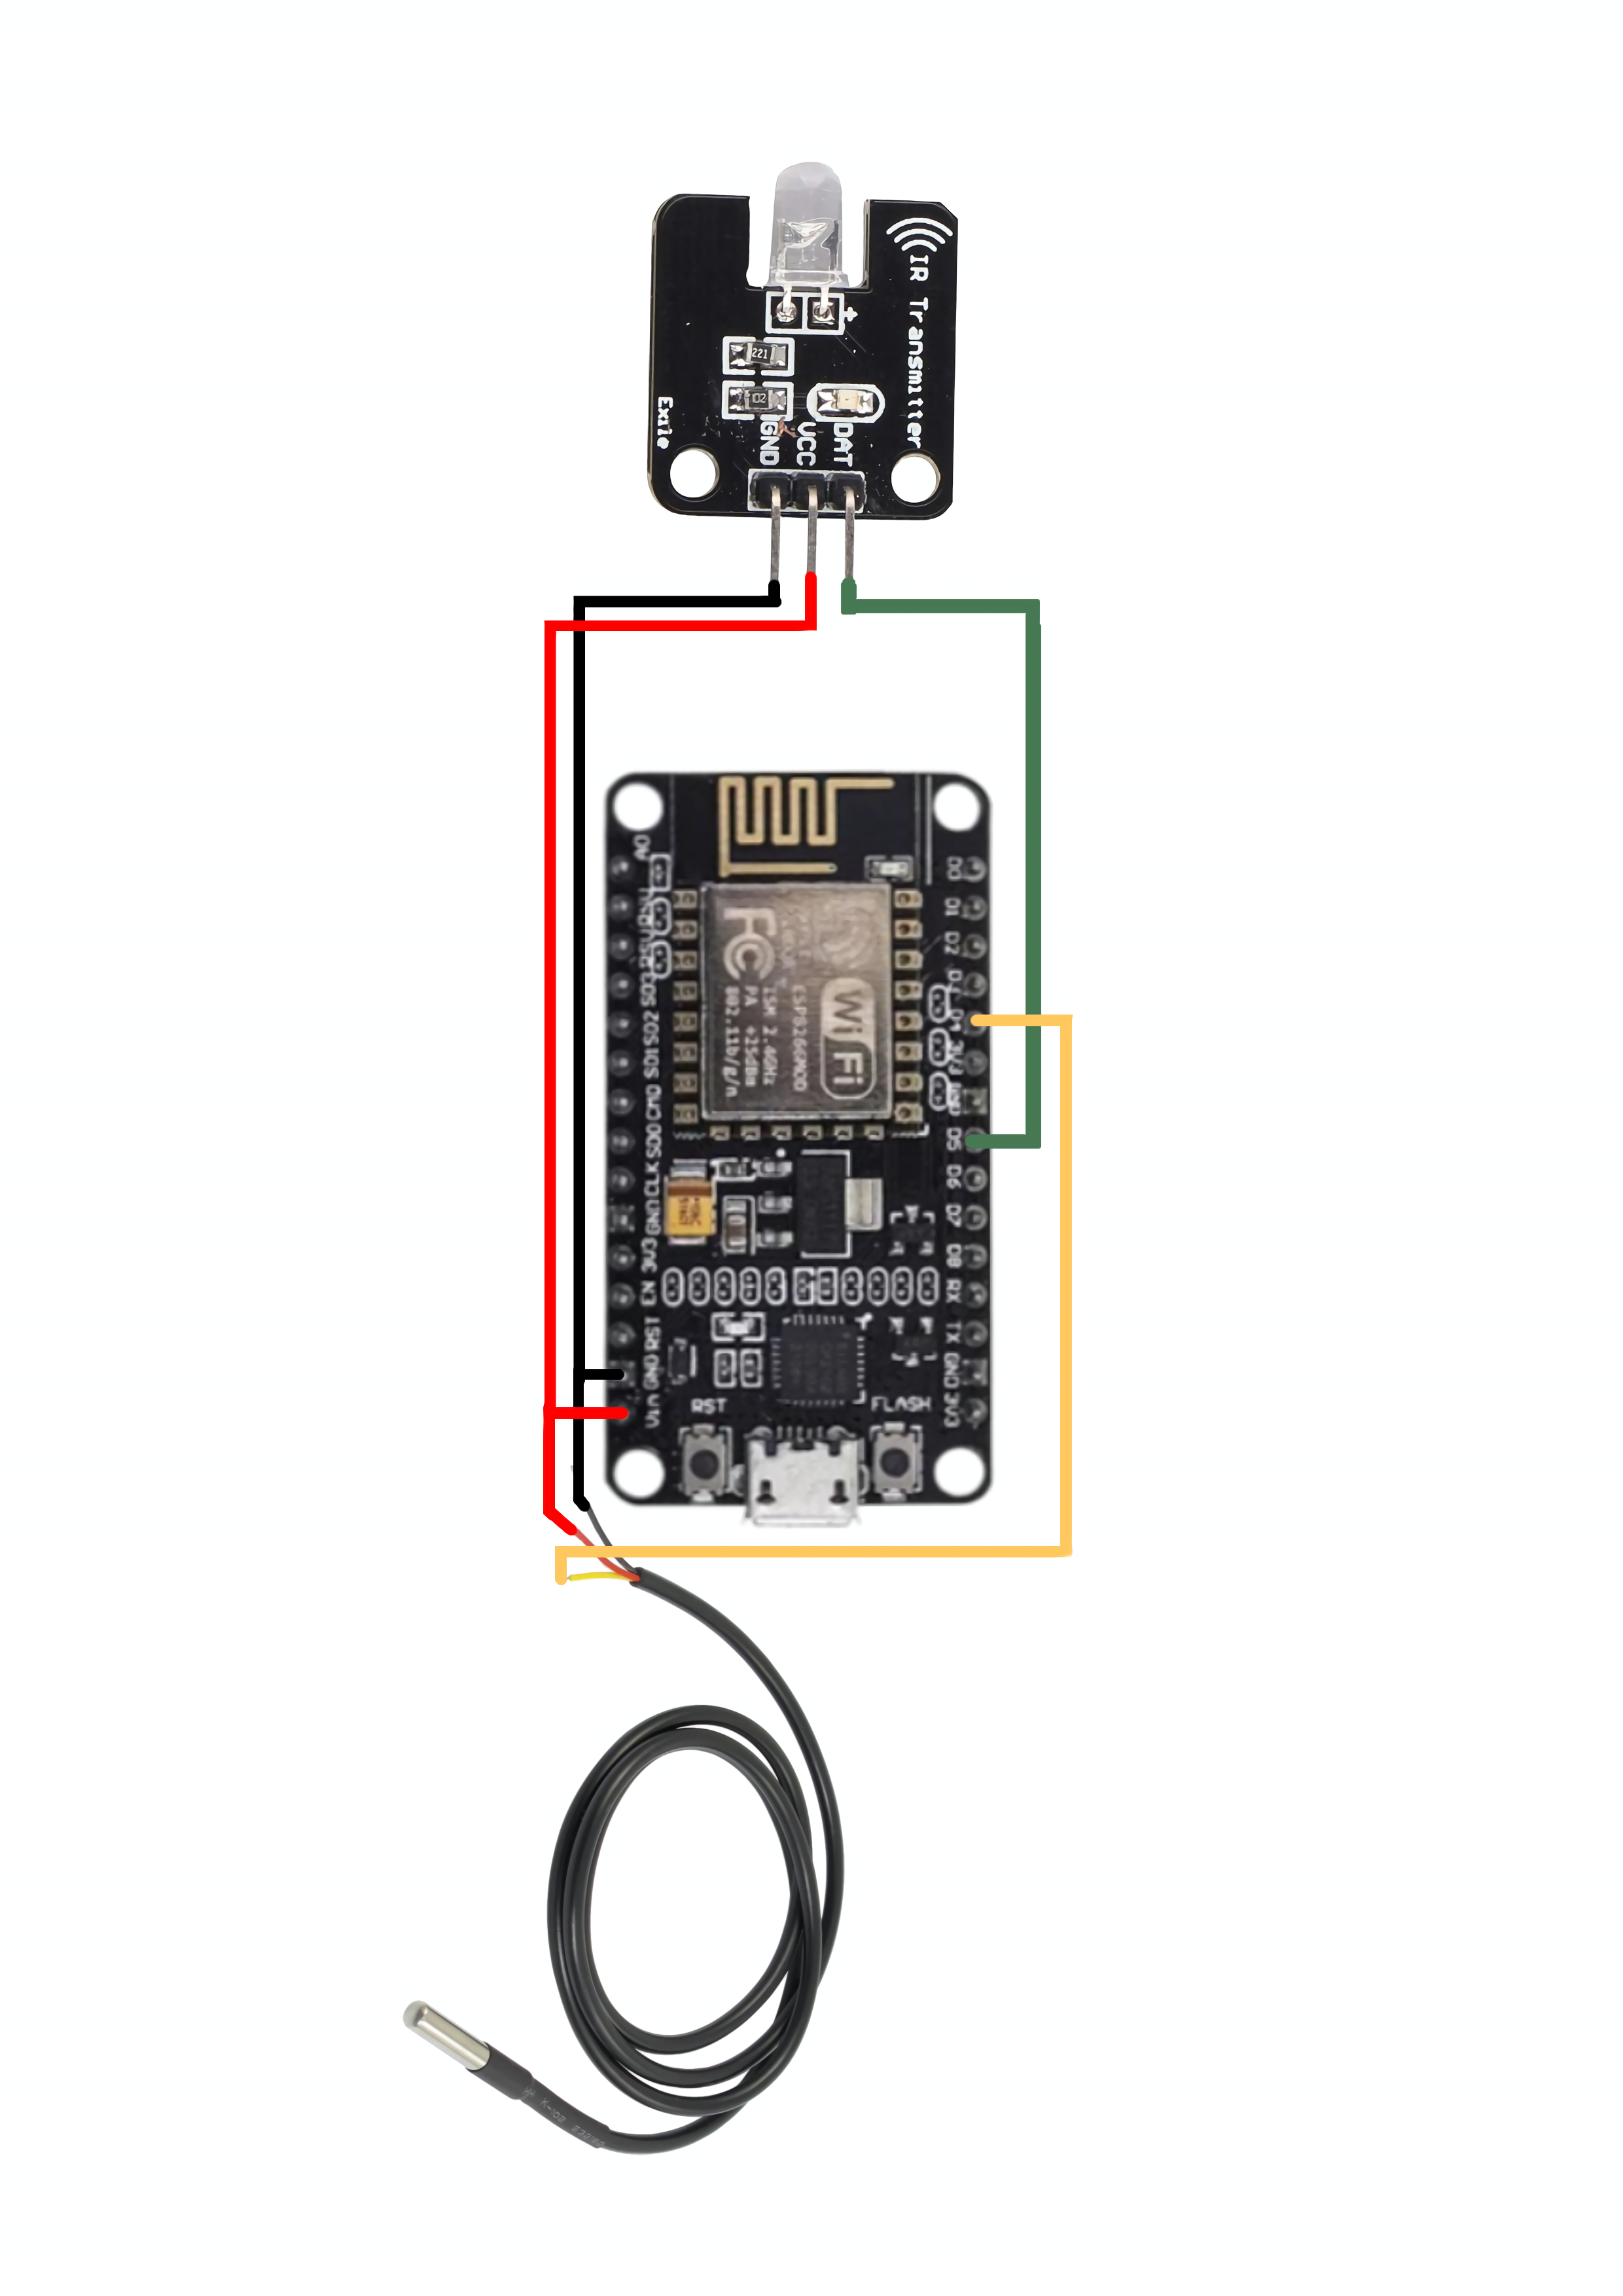 IR Transmitter
221
102
Exile
GND
VCC
DAT
A0
RSV
RSV
SD3
SD2
SD1
CMD
SD0
CLK
GND
3V3
EN
RST
GND
Vin
FC
WiFi
ESP8266MOD
ISM 2.4GHz
PA +25dBm
802.11b/g/n
D0
D1
D2
D3
D4
3V3
GND
D5
D6
D7
D8
RX
TX
GND
3V3
RST
FLASH